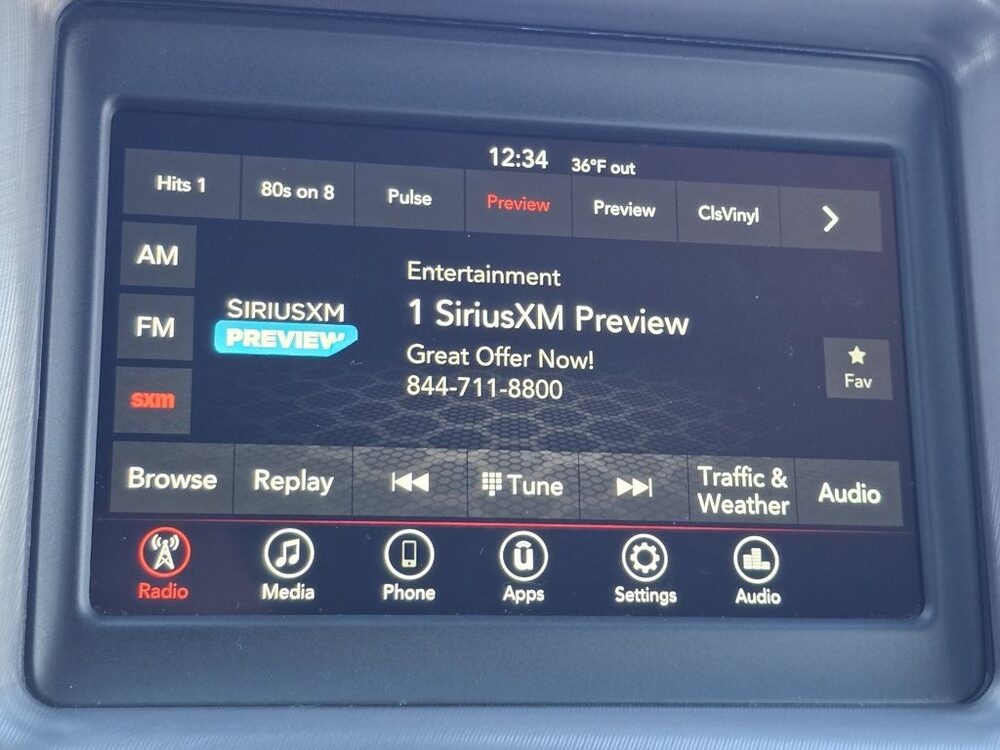 12:34 36°F out
Hits 1 80s on 8 Pulse Preview Preview ClsVinyl
AM
FM
sxm
SIRIUSXM
PREVIEW
Entertainment
1 SiriusXM Preview
Great Offer Now!
844-711-8800
Fav
Browse Replay Tune Traffic & Weather Audio
Radio Media Phone Apps Settings Audio